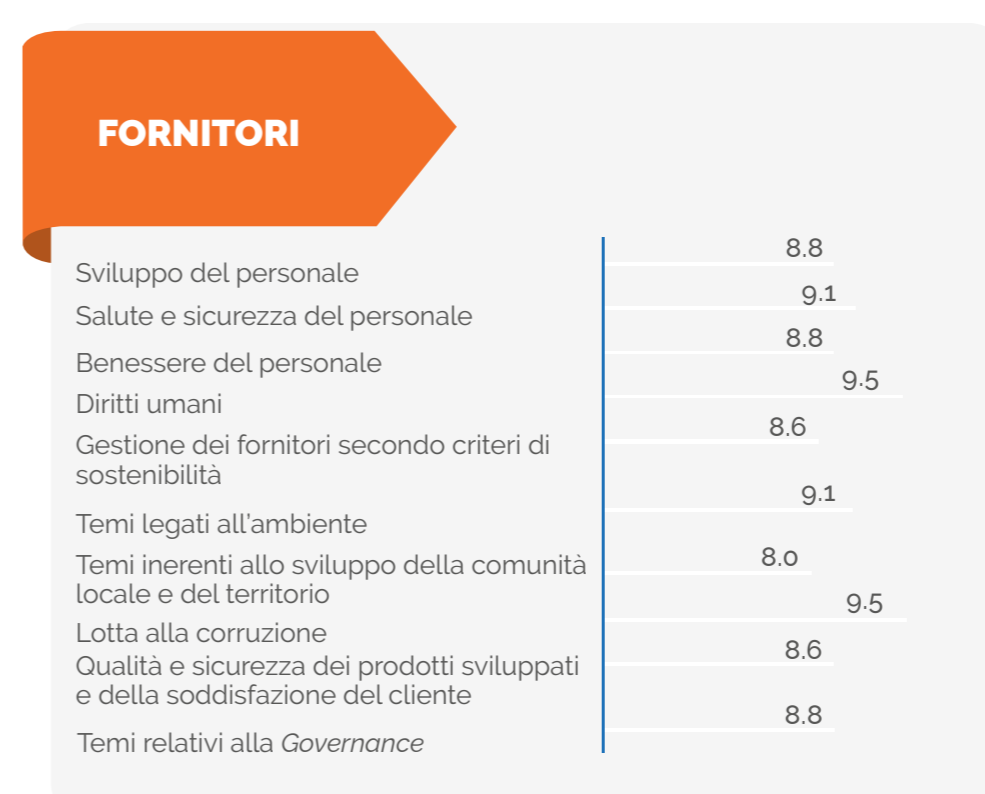 FORNITORI
8.8
Sviluppo del personale
9.1
Salute e sicurezza del personale
8.8
Benessere del personale
9.5
Diritti umani
8.6
Gestione dei fornitori secondo criteri di
sostenibilità
9.1
Temi legati all'ambiente
8.0
Temi inerenti allo sviluppo della comunità
locale e del territorio
9.5
Lotta alla corruzione
8.6
Qualità e sicurezza dei prodotti sviluppati
e della soddisfazione del cliente
8.8
Temi relativi alla Governance